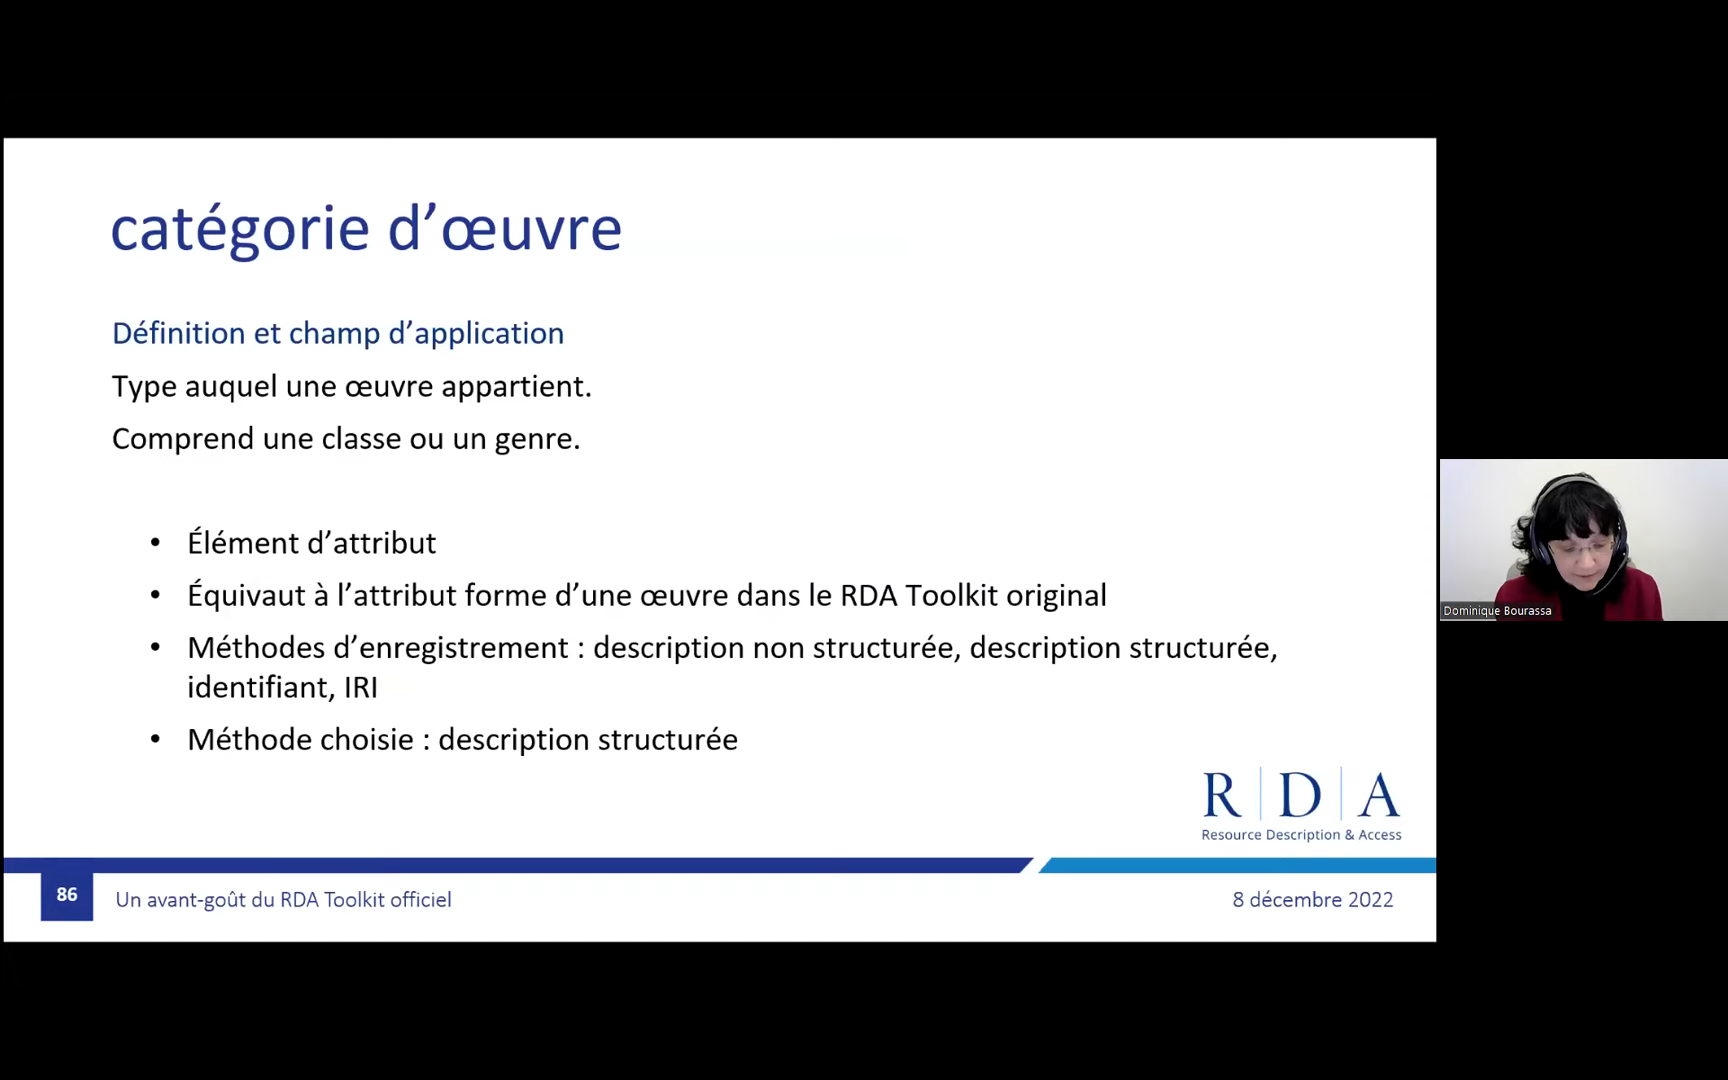 catégorie d’œuvre
Définition et champ d’application
Type auquel une œuvre appartient.
Comprend une classe ou un genre.
• Élément d’attribut
• Équivaut à l’attribut forme d’une œuvre dans le RDA Toolkit original
• Méthodes d’enregistrement : description non structurée, description structurée,
identifiant, IRI
• Méthode choisie : description structurée
R D A
Resource Description & Access
86
Un avant-goût du RDA Toolkit officiel
8 décembre 2022
Dominique Bourassa